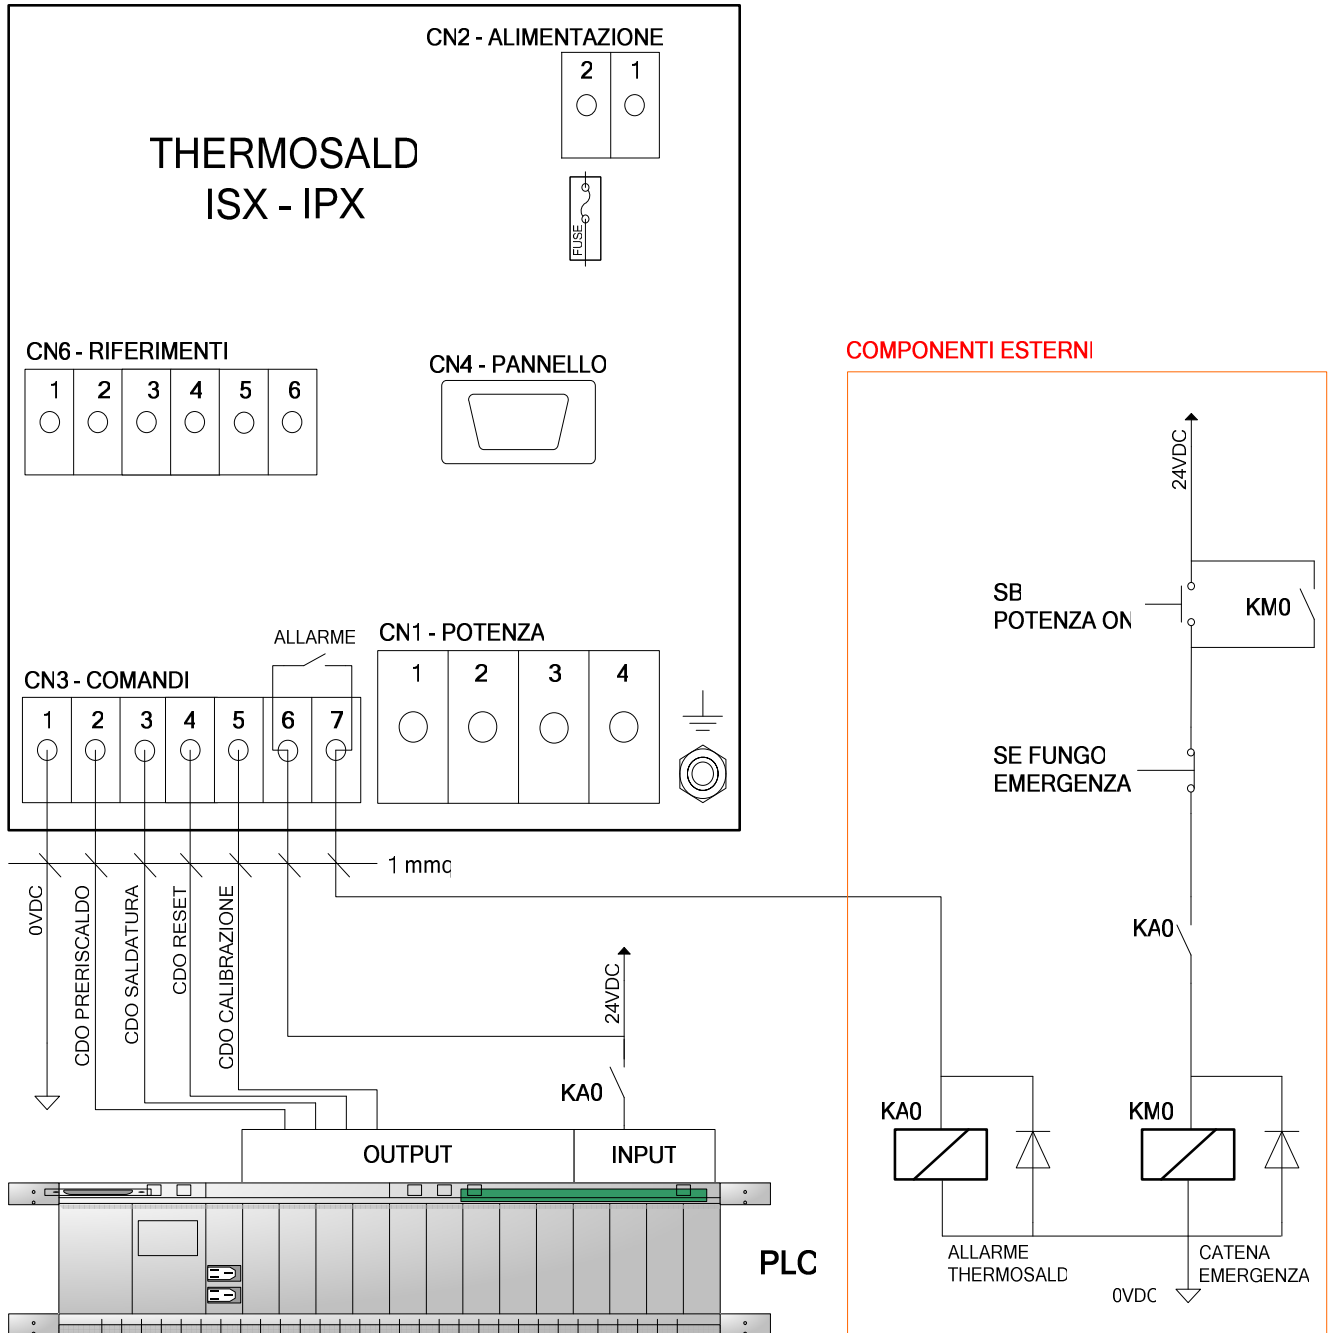 CN2 - ALIMENTAZIONE
2 1
THERMOSALD
ISX - IPX
FUSE
CN6 - RIFERIMENTI
1 2 3 4 5 6
CN4 - PANNELLO
COMPONENTI ESTERNI
24VDC
SB
POTENZA ON
KM0
ALLARME
CN1 - POTENZA
1 2 3 4
CN3 - COMANDI
1 2 3 4 5 6 7
SE FUNGO
EMERGENZA
1 mmq
0VDC
CDO PRERISCALDO
CDO SALDATURA
CDO RESET
CDO CALIBRAZIONE
24VDC
KA0
KA0
KA0
KM0
OUTPUT
INPUT
PLC
ALLARME
THERMOSALD
CATENA
EMERGENZA
0VDC